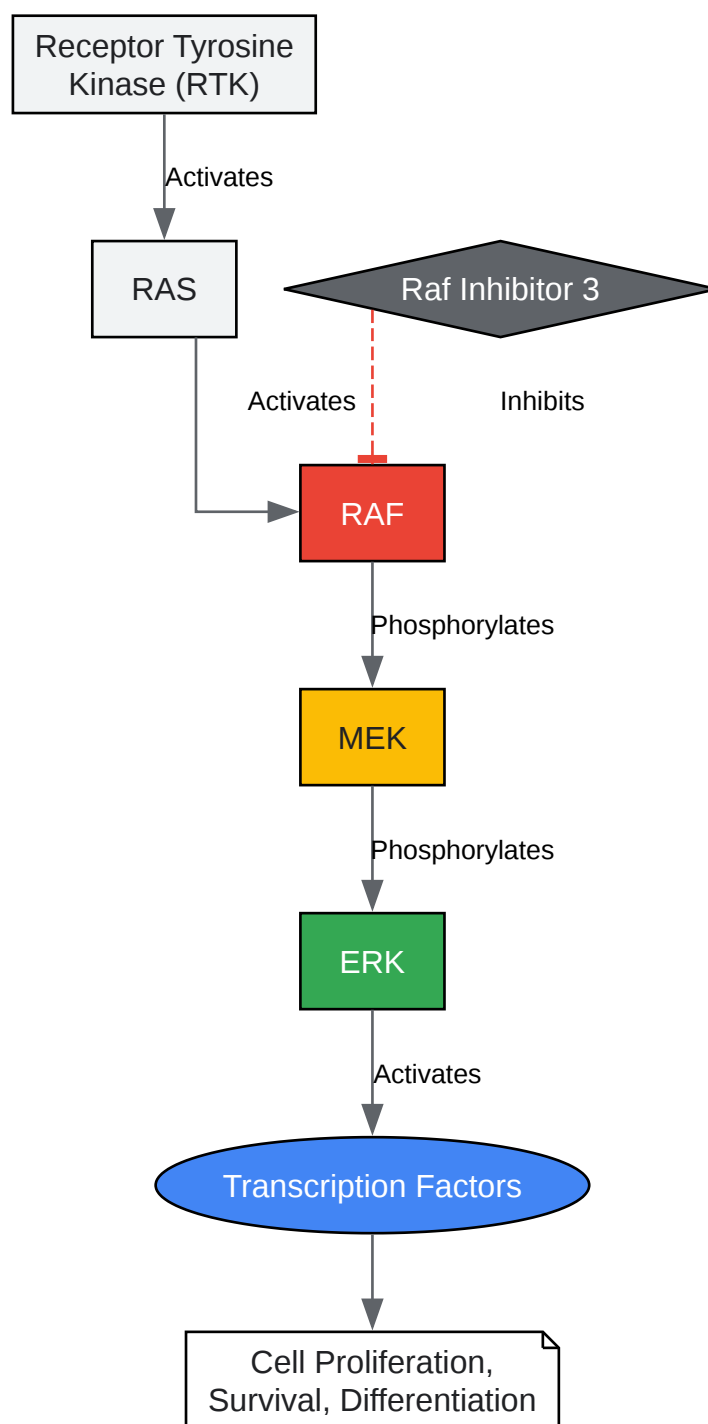 Receptor Tyrosine
Kinase (RTK)
Activates
RAS
Raf Inhibitor 3
Activates
Inhibits
RAF
Phosphorylates
MEK
Phosphorylates
ERK
Activates
Transcription Factors
Cell Proliferation,
Survival, Differentiation